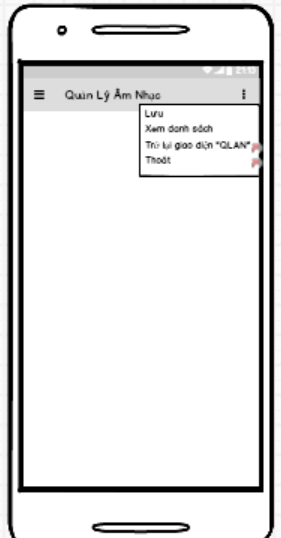 Quản Lý Âm Nhạc
Lưu
Xem danh sách
Trở lại giao diện "QLAN"
Thoát